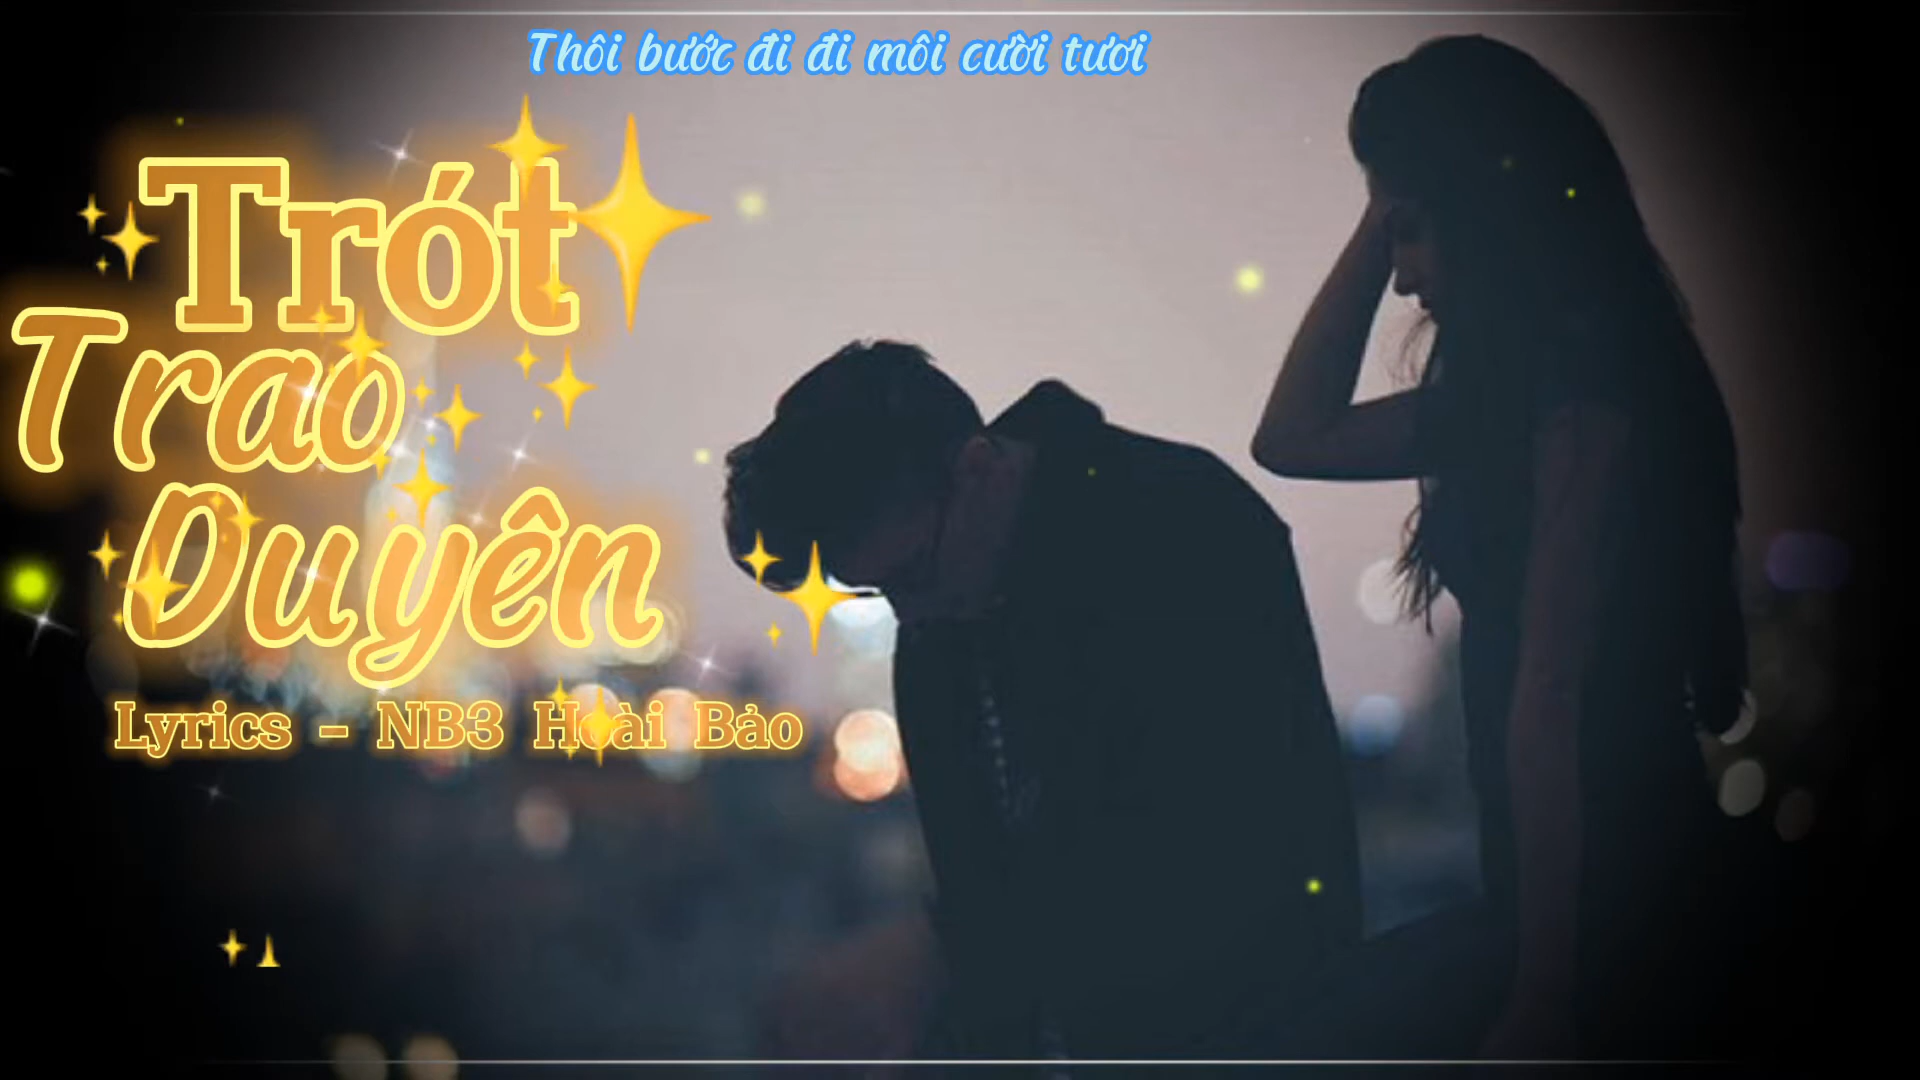 Thôi bước đi đi môi cười tươi
Trót
Trao
Duyên
Lyrics - NB3 Hoài Bảo